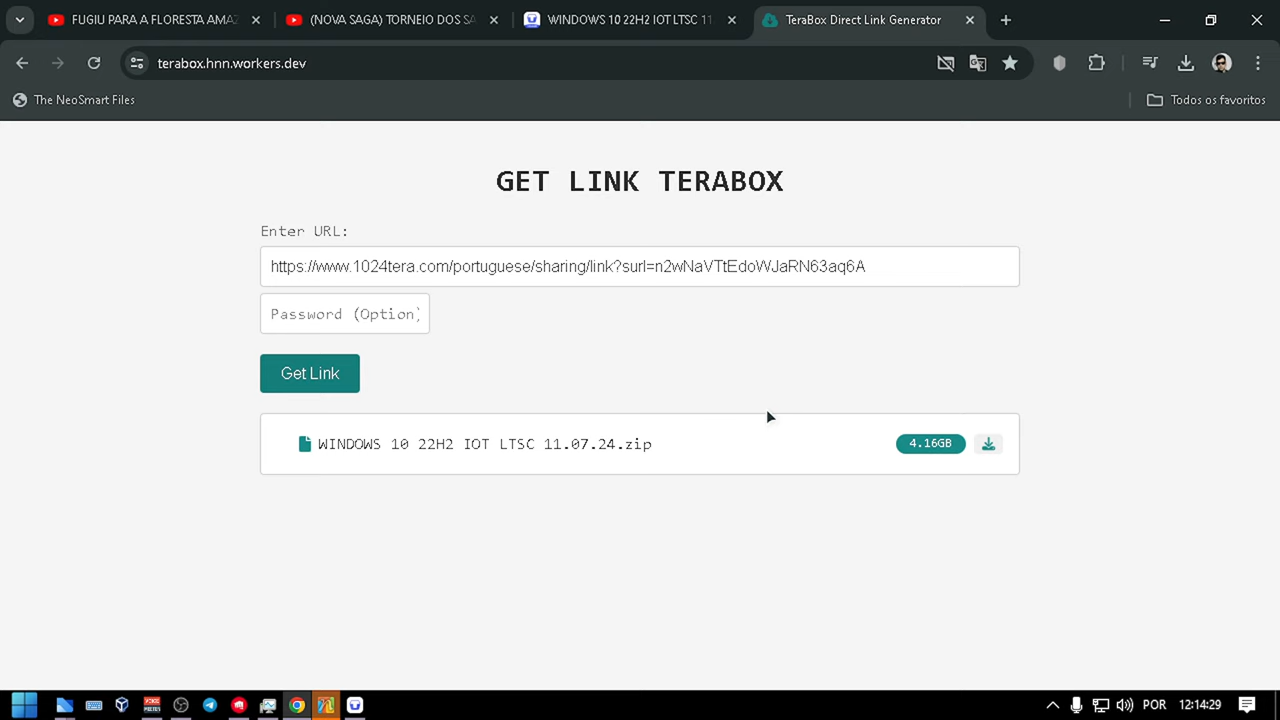 FUGIU PARA A FLORESTA AMAZ
(NOVA SAGA) TORNEIO DOS SA
WINDOWS 10 22H2 IOT LTSC 11
TeraBox Direct Link Generator
terabox.hnn.workers.dev
The NeoSmart Files
Todos os favoritos
GET LINK TERABOX
Enter URL:
https://www.1024tera.com/portuguese/sharing/link?surl=n2wNaVTtEdoWJaRN63aq6A
Password (Option)
Get Link
WINDOWS 10 22H2 IOT LTSC 11.07.24.zip
4.16GB
POR
12:14:29